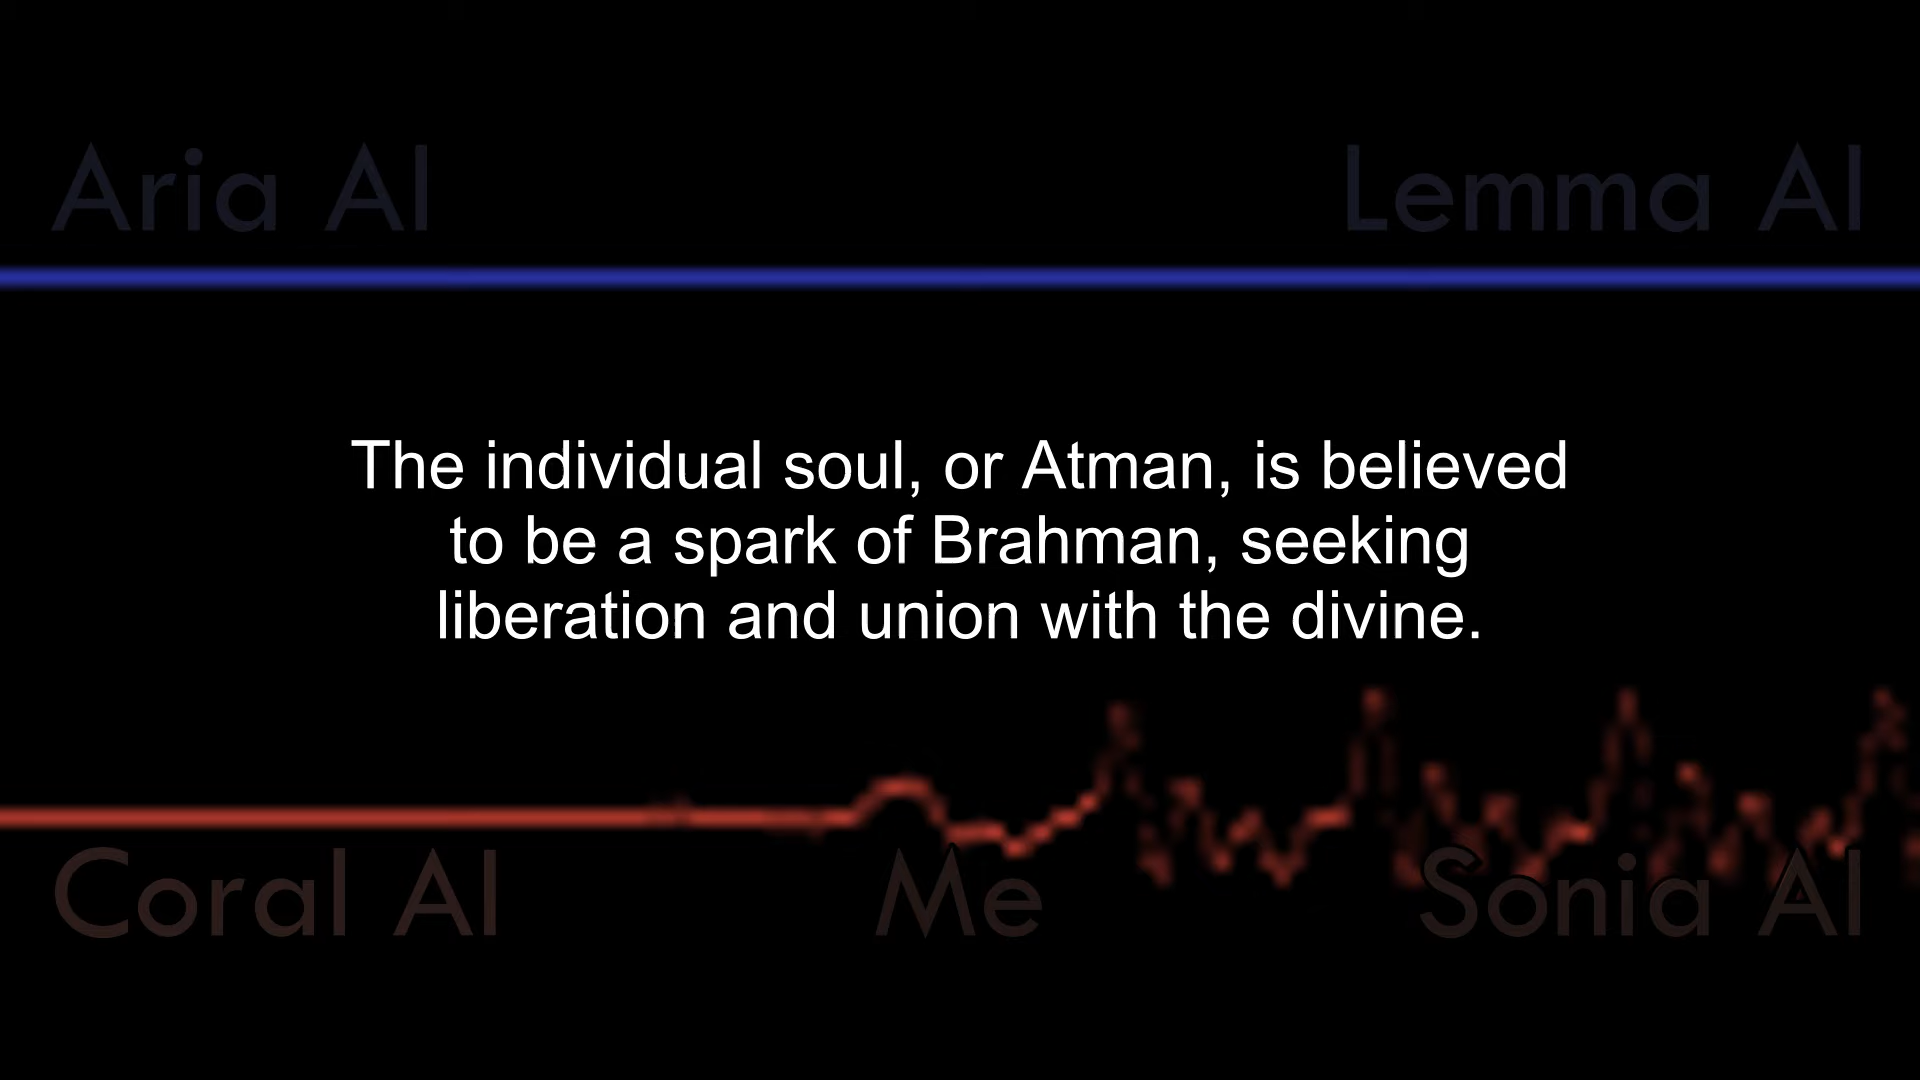 Aria AI
Lemma AI
The individual soul, or Atman, is believed
to be a spark of Brahman, seeking
liberation and union with the divine.
Coral AI
Me
Sonia AI